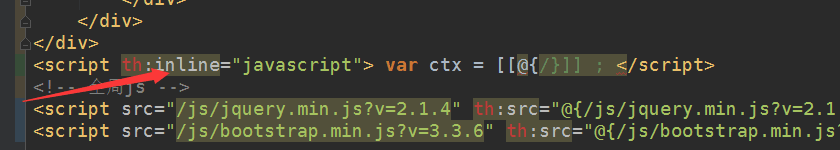 </div>
</div>
</div>
<script th:inline="javascript"> var ctx = [[@{/}]] ; </script>
<!-- 全局js -->
<script src="/js/jquery.min.js?v=2.1.4" th:src="@{/js/jquery.min.js?v=2.1
<script src="/js/bootstrap.min.js?v=3.3.6" th:src="@{/js/bootstrap.min.js?